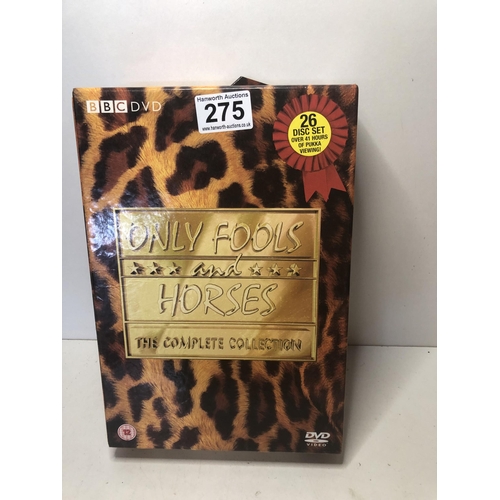 BBC DVD
Hanworth Auctions
275
www.hanworth-auctions.co.uk
26
DISC SET
OVER 41 HOURS
OF PUKKA
VIEWING!
ONLY FOOLS
and
HORSES
THE COMPLETE COLLECTION
12
DVD
VIDEO